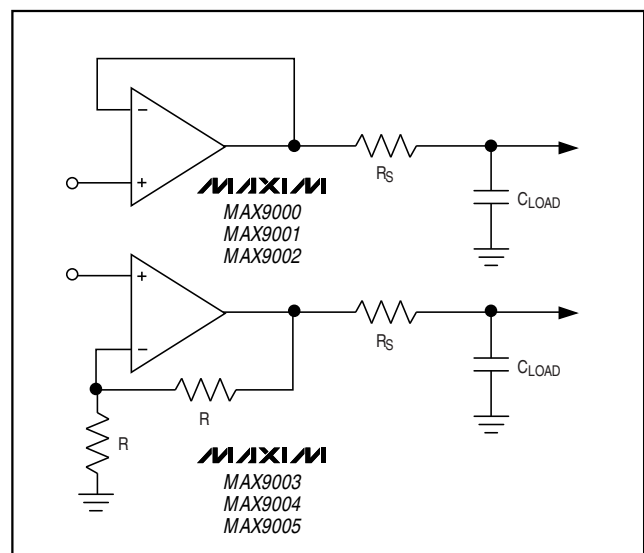 −
+
RS
CLOAD
MAXIM
MAX9000
MAX9001
MAX9002
+
−
RS
CLOAD
R
R
MAXIM
MAX9003
MAX9004
MAX9005